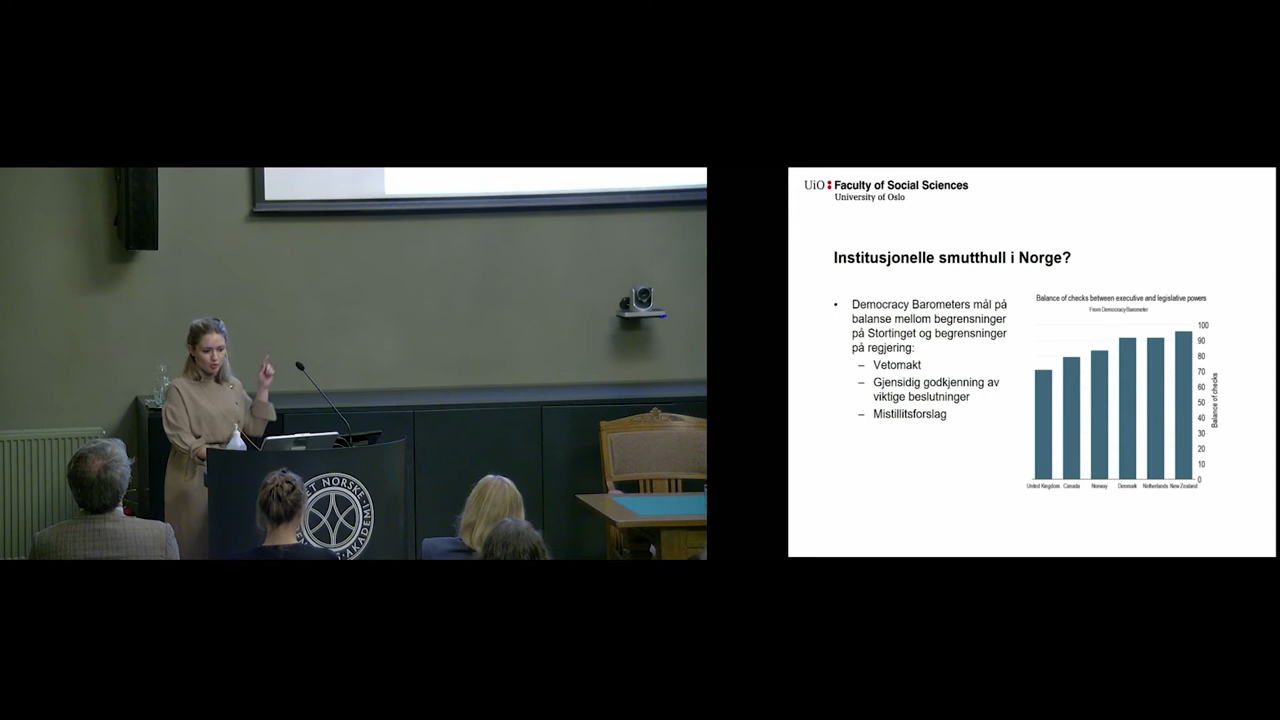 UiO Faculty of Social Sciences
University of Oslo
Institusjonelle smutthull i Norge?
• Democracy Barometers mål på
balanse mellom begrensninger
på Stortinget og begrensninger
på regjering:
– Vetomakt
– Gjensidig godkjenning av
viktige beslutninger
– Mistillitsforslag
Balance of checks between executive and legislative powers
From Democracy Barometer
100
90
80
70
60
50
40
30
20
10
0
Balance of checks
United Kingdom Canada Norway Denmark Netherlands New Zealand
DET NORSKE
AKADEMI